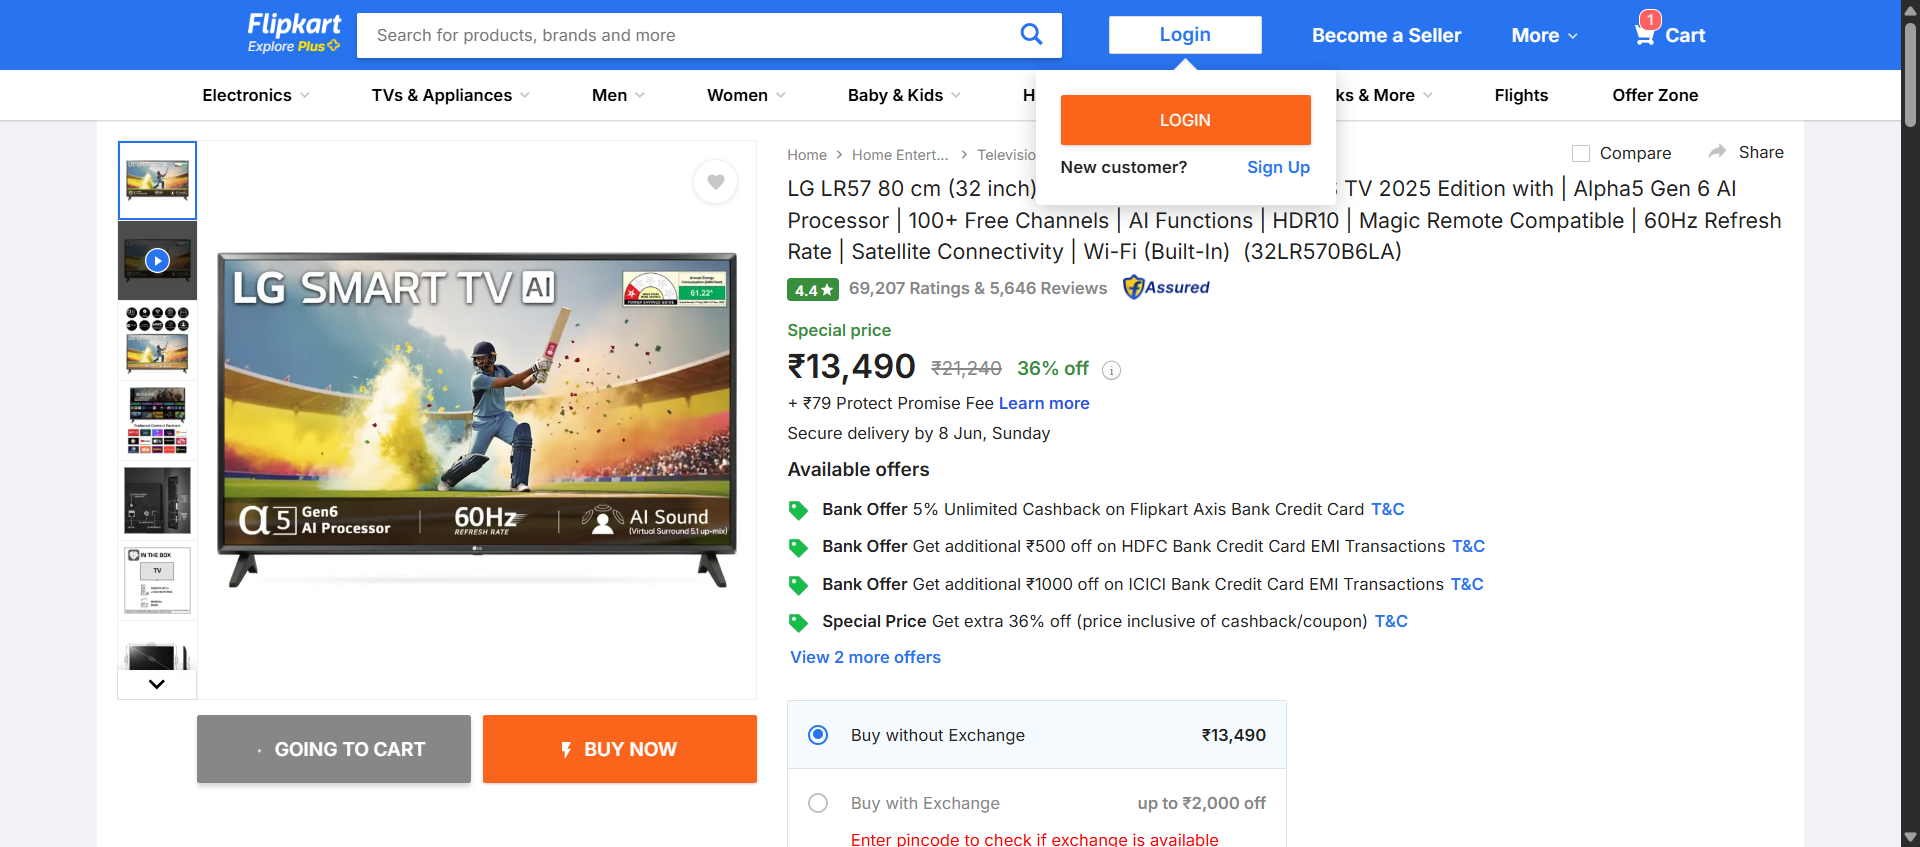 Flipkart
Explore Plus
Search for products, brands and more
Login
Become a Seller
More
1
Cart
Electronics
TVs & Appliances
Men
Women
Baby & Kids
H
ks & More
Flights
Offer Zone
LOGIN
New customer?
Sign Up
Home
Home Entert...
Televisio
Compare
Share
LG LR57 80 cm (32 inch) TV 2025 Edition with | Alpha5 Gen 6 AI
Processor | 100+ Free Channels | AI Functions | HDR10 | Magic Remote Compatible | 60Hz Refresh
Rate | Satellite Connectivity | Wi-Fi (Built-In) (32LR570B6LA)
4.4★
69,207 Ratings & 5,646 Reviews
Assured
Special price
₹13,490 ₹21,240 36% off
+ ₹79 Protect Promise Fee Learn more
Secure delivery by 8 Jun, Sunday
Available offers
Bank Offer 5% Unlimited Cashback on Flipkart Axis Bank Credit Card T&C
Bank Offer Get additional ₹500 off on HDFC Bank Credit Card EMI Transactions T&C
Bank Offer Get additional ₹1000 off on ICICI Bank Credit Card EMI Transactions T&C
Special Price Get extra 36% off (price inclusive of cashback/coupon) T&C
View 2 more offers
Buy without Exchange ₹13,490
Buy with Exchange up to ₹2,000 off
Enter pincode to check if exchange is available
LG SMART TV AI
61.22
α5 Gen6
AI Processor
60Hz
REFRESH RATE
AI Sound
(Virtual Surround 5.1 up-mix)
LG
IN THE BOX
TV
GOING TO CART
BUY NOW